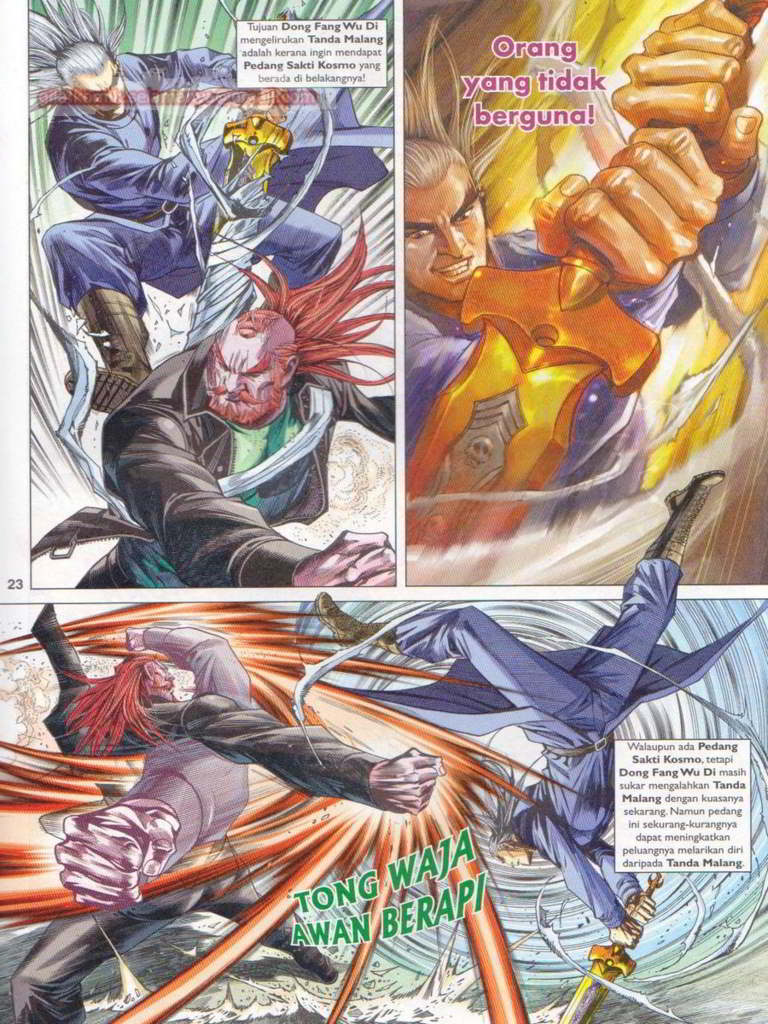 Tujuan Dong Fang Wu Di
mengelirukan Tanda Malang
adalah kerana ingin mendapat
Pedang Sakti Kosmo yang
berada di belakangnya!
Orang
yang tidak
berguna!
23
TONG WAJA
AWAN BERAPI
Walaupun ada Pedang
Sakti Kosmo, tetapi
Dong Fang Wu Di masih
sukar mengalahkan Tanda
Malang dengan kuasanya
sekarang. Namun pedang
ini sekurang-kurangnya
dapat meningkatkan
peluangnya melarikan diri
daripada Tanda Malang.